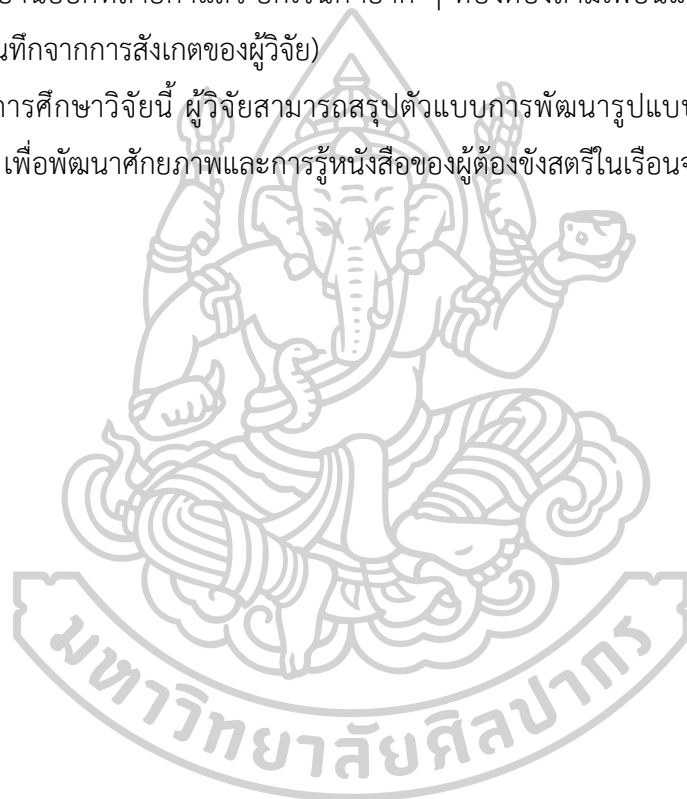 ๆ
นทึกจากการสังเกตของผู้วิจัย)
การศึกษาวิจัยนี้ ผู้วิจัยสามารถสรุปตัวแบบการพัฒนารูปแบบ
เพื่อพัฒนาศักยภาพและการรู้หนังสือของผู้ต้องขังสตรีในเรือนจ
มหาวิทยาลัยศิลปากร